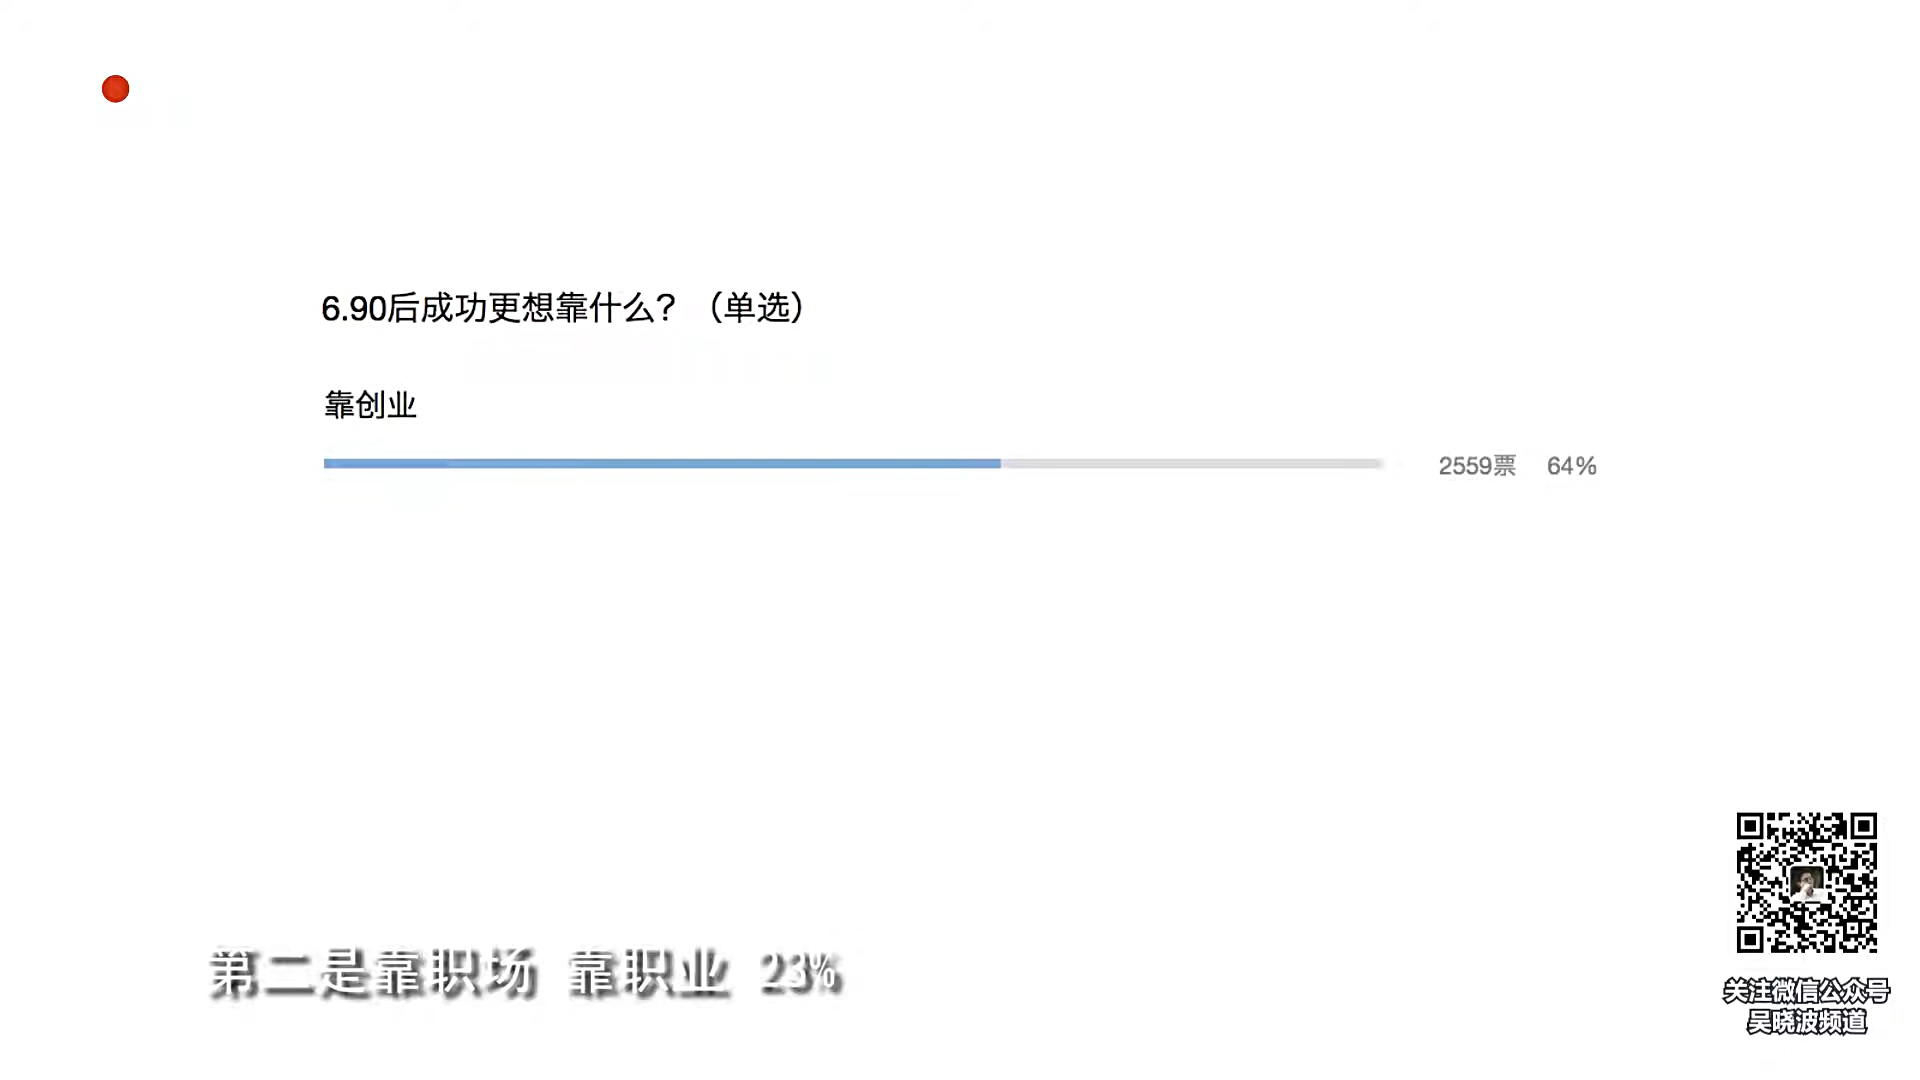 6.90后成功更想靠什么？（单选）
靠创业
2559票 64%
第二是靠职场 靠职业 23%
关注微信公众号
吴晓波频道